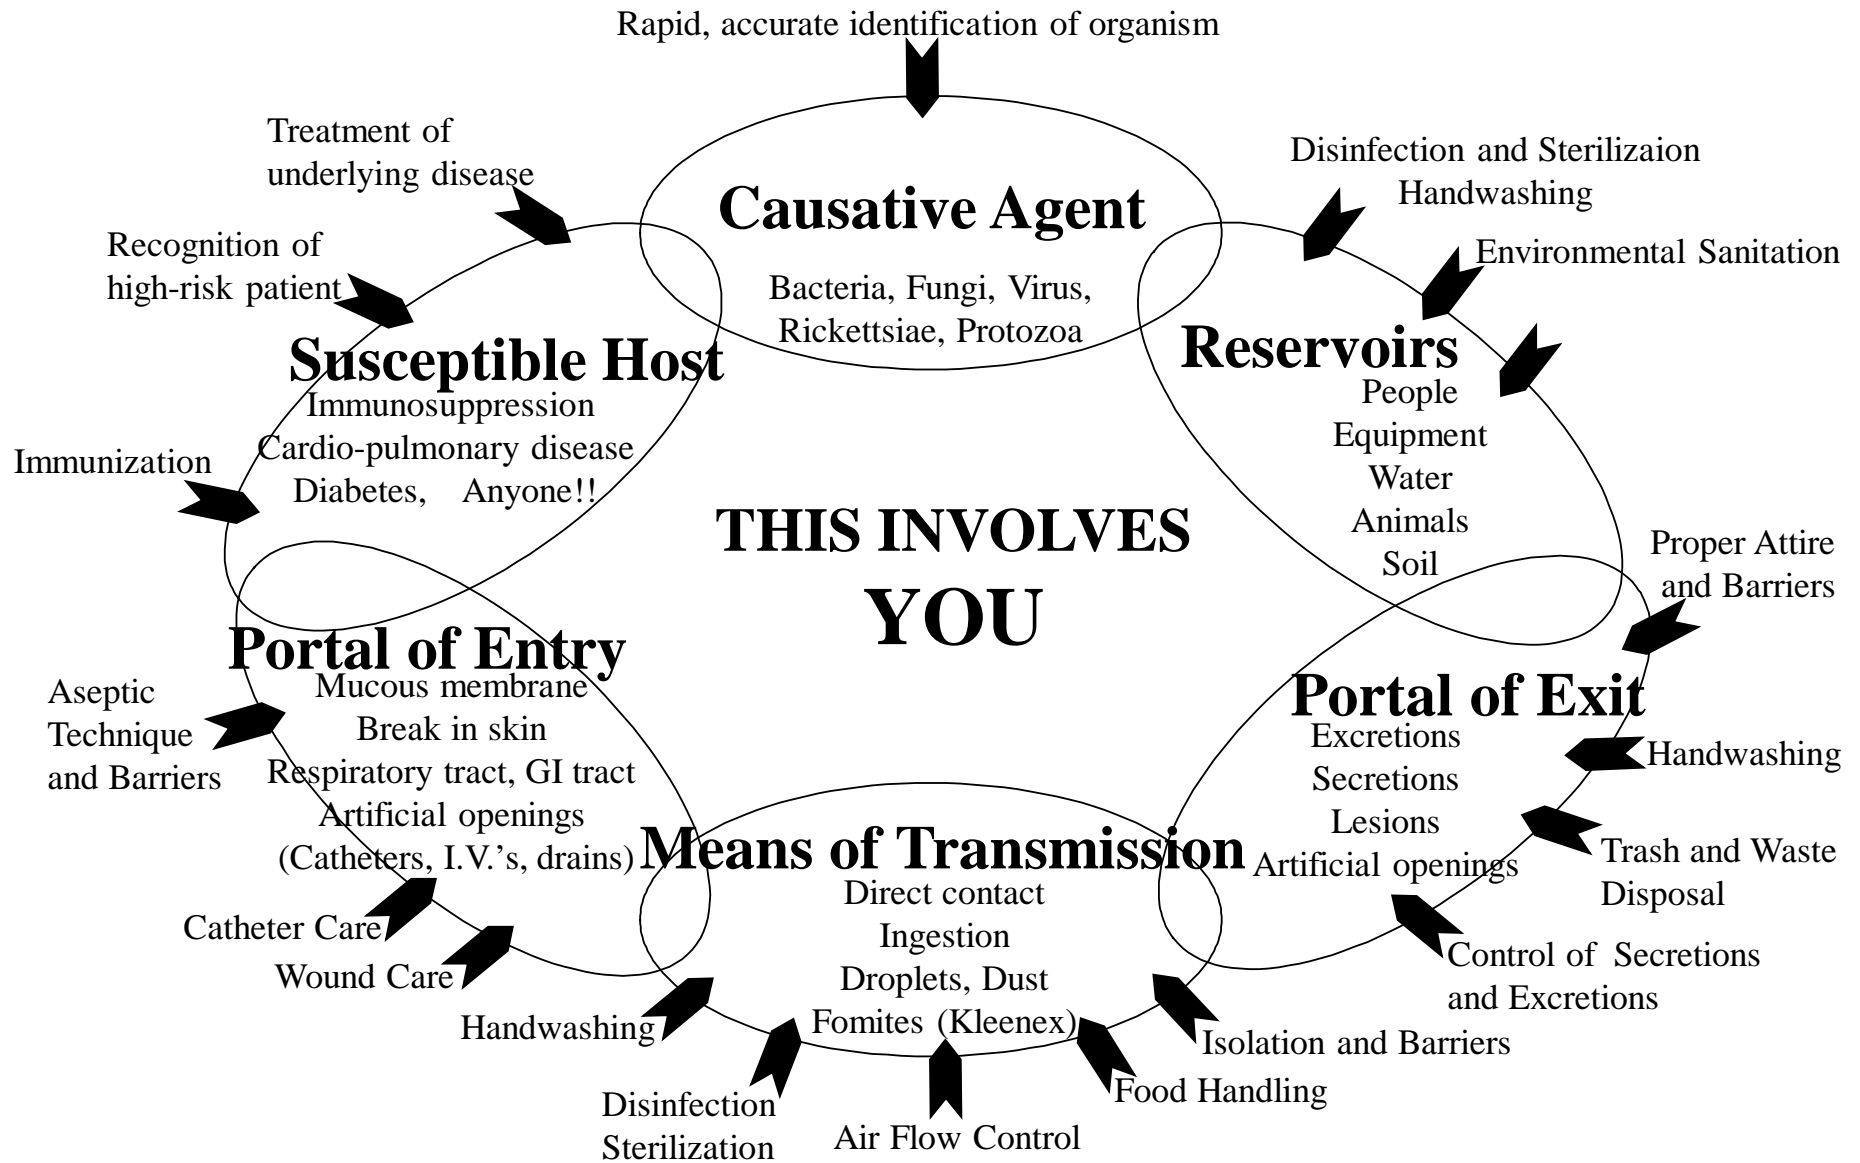 Rapid, accurate identification of organism
Causative Agent
Bacteria, Fungi, Virus,
Rickettsiae, Protozoa
Disinfection and Sterilizaion
Handwashing
Environmental Sanitation
Reservoirs
People
Equipment
Water
Animals
Soil
Proper Attire
and Barriers
Portal of Exit
Excretions
Secretions
Lesions
Artificial openings
Handwashing
Trash and Waste
Disposal
Control of Secretions
and Excretions
Means of Transmission
Direct contact
Ingestion
Droplets, Dust
Fomites (Kleenex)
Isolation and Barriers
Food Handling
Air Flow Control
Disinfection
Sterilization
Handwashing
Portal of Entry
Mucous membrane
Break in skin
Respiratory tract, GI tract
Artificial openings
(Catheters, I.V.'s, drains)
Wound Care
Catheter Care
Aseptic
Technique
and Barriers
Susceptible Host
Immunosuppression
Cardio-pulmonary disease
Diabetes, Anyone!!
Immunization
Recognition of
high-risk patient
Treatment of
underlying disease
THIS INVOLVES
YOU